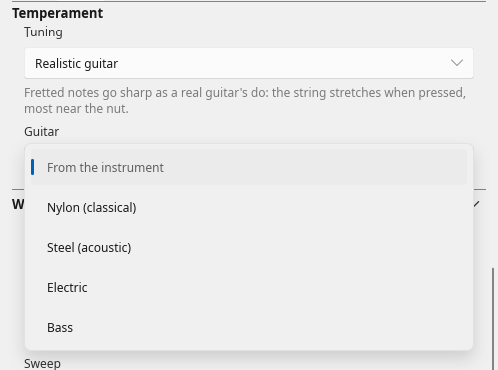 Temperament
Tuning
Realistic guitar
Fretted notes go sharp as a real guitar's do: the string stretches when pressed,
most near the nut.
Guitar
From the instrument
W
Nylon (classical)
Steel (acoustic)
Electric
Bass
Sweep